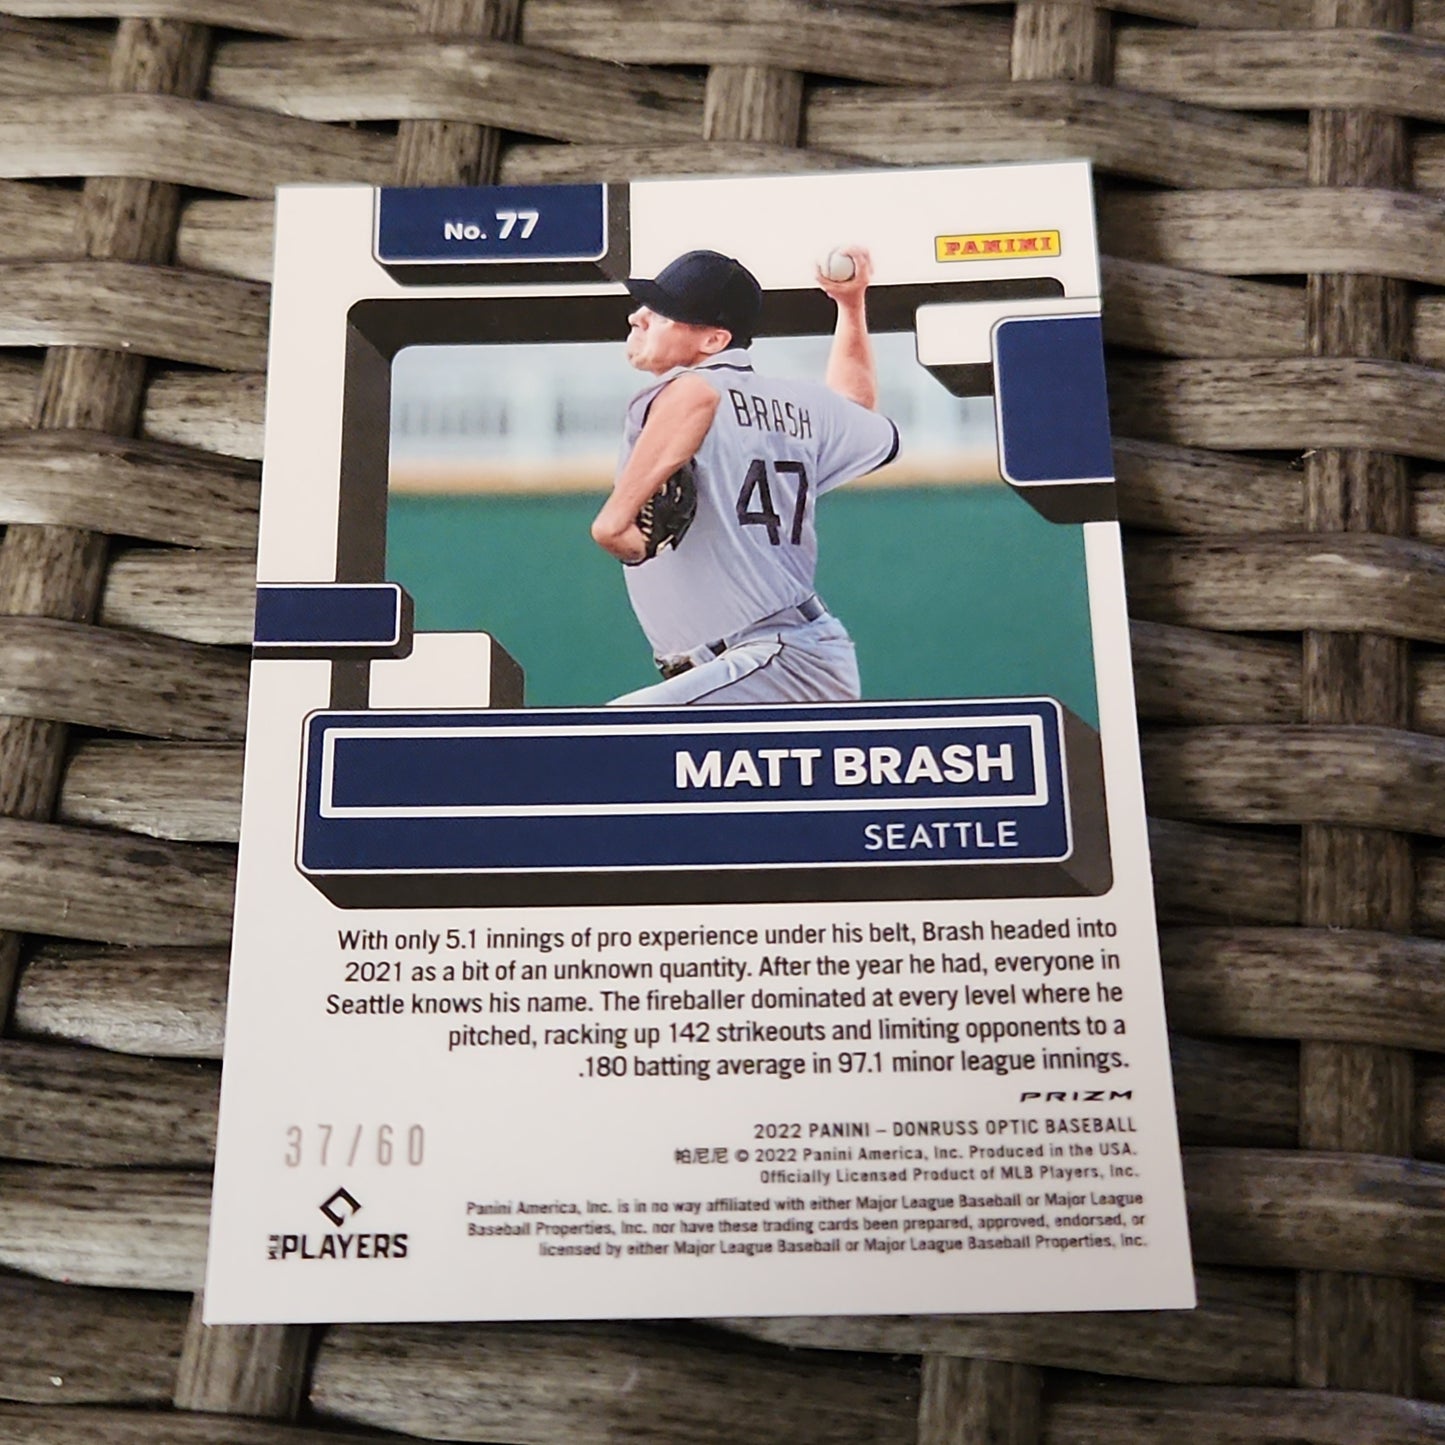 No. 77
PANINI
BRASH
47
MATT BRASH
SEATTLE
With only 5.1 innings of pro experience under his belt, Brash headed into
2021 as a bit of an unknown quantity. After the year he had, everyone in
Seattle knows his name. The fireballer dominated at every level where he
pitched, racking up 142 strikeouts and limiting opponents to a
.180 batting average in 97.1 minor league innings.
PRIZM
37/60
2022 PANINI – DONRUSS OPTIC BASEBALL
帕尼尼 © 2022 Panini America, Inc. Produced in the USA.
Officially Licensed Product of MLB Players, Inc.
Panini America, Inc. is in no way affiliated with either Major League Baseball or Major League
Baseball Properties, Inc. nor have these trading cards been prepared, approved, endorsed, or
licensed by either Major League Baseball or Major League Baseball Properties, Inc.
MLB PLAYERS